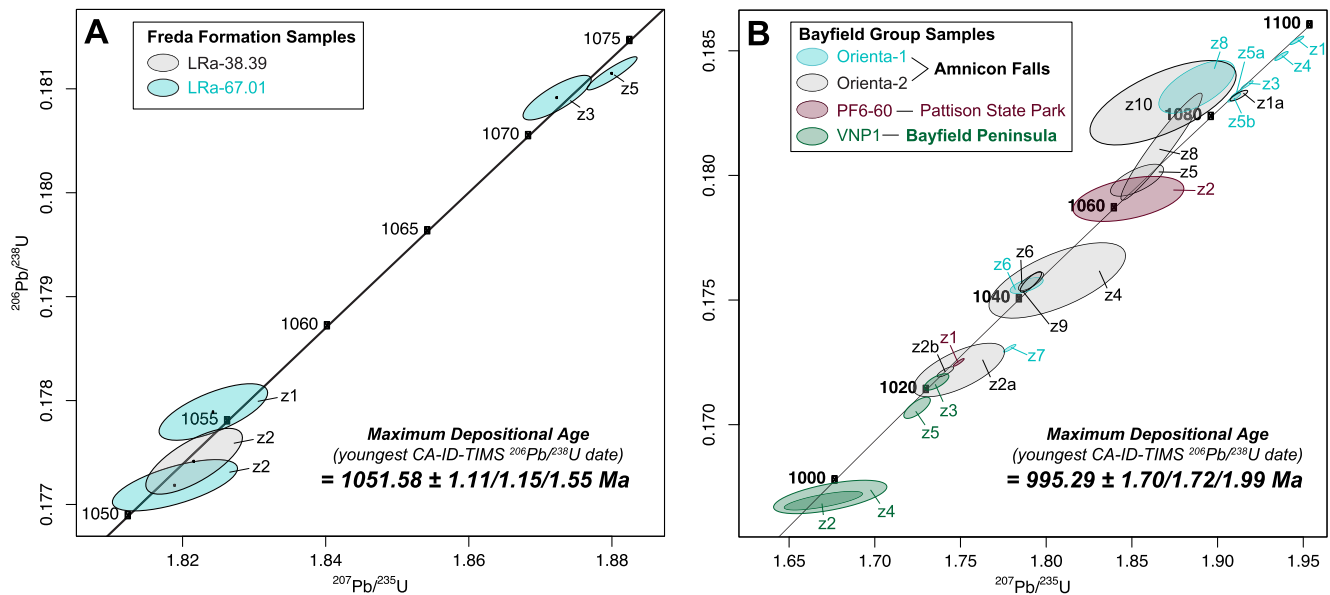 A
Freda Formation Samples
LRa-38.39
LRa-67.01
1075
z5
z3
1070
1065
1060
1055
z1
z2
z2
1050
Maximum Depositional Age
(youngest CA-ID-TIMS ²⁰⁶Pb/²³⁸U date)
= 1051.58 ± 1.11/1.15/1.55 Ma
0.181
0.180
0.179
0.178
0.177
²⁰⁶Pb/²³⁸U
1.82
1.84
1.86
1.88
²⁰⁷Pb/²³⁵U
B
Bayfield Group Samples
Orienta-1
Orienta-2
Amnicon Falls
PF6-60 — Pattison State Park
VNP1 — Bayfield Peninsula
1100
z1
z4
z8
z5a
z3
z1a
z5b
z10
1080
z8
z5
1060
z2
z6
z6
1040
z4
z9
z1
z2b
z7
1020
z2a
z3
z5
1000
z4
z2
Maximum Depositional Age
(youngest CA-ID-TIMS ²⁰⁶Pb/²³⁸U date)
= 995.29 ± 1.70/1.72/1.99 Ma
0.185
0.180
0.175
0.170
1.65
1.70
1.75
1.80
1.85
1.90
1.95
²⁰⁷Pb/²³⁵U